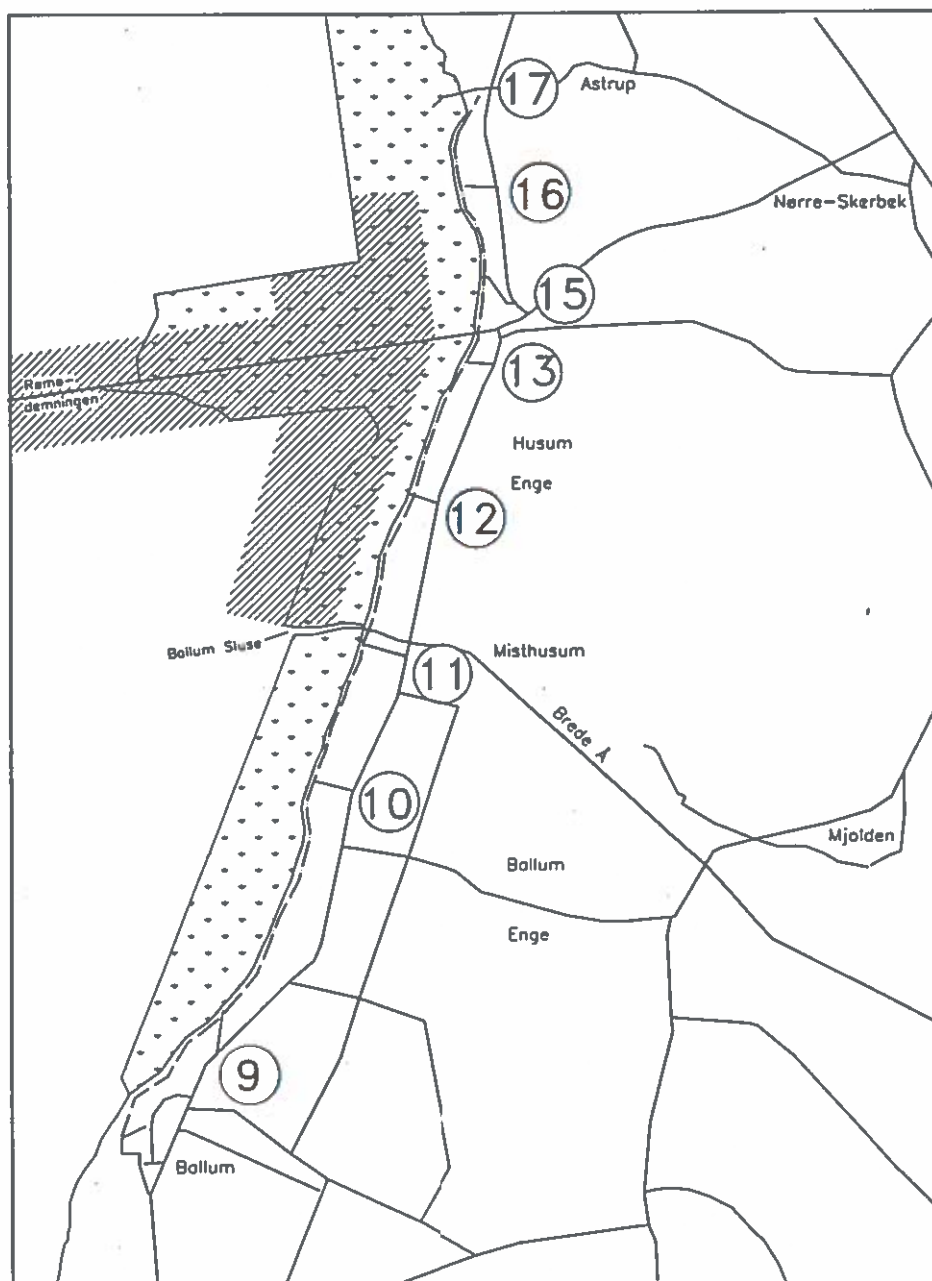 17
Astrup
16
Nørre-Skerbek
15
13
Rømø-
dæmningen
Husum
Enge
12
Ballum Sluse
Misthusum
11
Brede Å
10
Mjolden
Ballum
Enge
9
Ballum